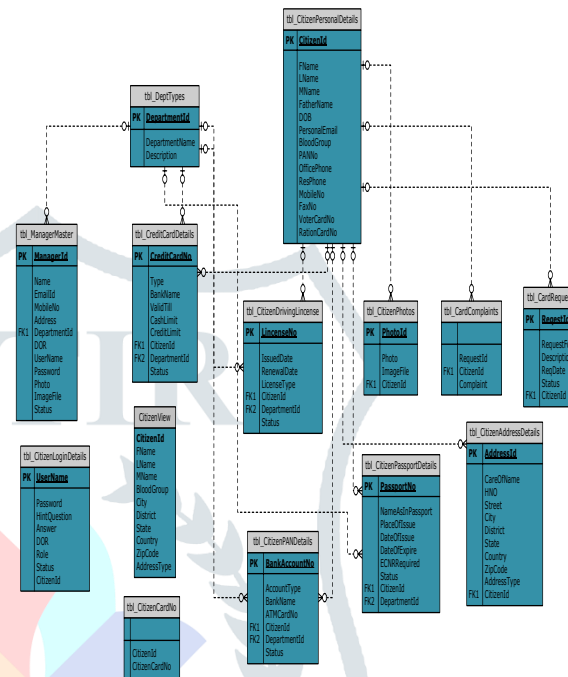 tbl_CitizenPersonalDetails
PK CitizenId
FName
LName
MName
FatherName
DOB
PersonalEmail
BloodGroup
PANNo
OfficePhone
ResPhone
MobileNo
FaxNo
VoterCardNo
RationCardNo
tbl_DeptTypes
PK DepartmentId
DepartmentName
Description
tbl_ManagerMaster
PK ManagerId
Name
EmailId
MobileNo
Address
FK1 DepartmentId
DOR
UserName
Password
Photo
ImageFile
Status
tbl_CreditCardDetails
PK CreditCardNo
Type
BankName
ValidTill
CashLimit
CreditLimit
FK1 CitizenId
FK2 DepartmentId
Status
tbl_CitizenDrivingLincense
PK LincenseNo
IssuedDate
RenewalDate
LicenseType
FK1 CitizenId
FK2 DepartmentId
Status
tbl_CitizenPhotos
PK PhotoId
Photo
ImageFile
FK1 CitizenId
tbl_CardComplaints
RequestId
FK1 CitizenId
Complaint
tbl_CardReque
PK ReqestId
RequestFo
Description
ReqDate
Status
FK1 CitizenId
tbl_CitizenLoginDetails
PK UserName
Password
HintQuestion
Answer
DOR
Role
Status
CitizenId
CitizenView
CitizenId
FName
LName
MName
BloodGroup
City
District
State
Country
ZipCode
AddressType
tbl_CitizenPassportDetails
PK PassportNo
NameAsInPassport
PlaceOfIssue
DateOfIssue
DateOfExpire
ECNRRequired
Status
FK1 CitizenId
FK2 DepartmentId
tbl_CitizenAddressDetails
PK AddressId
CareOfName
HNO
Street
City
District
State
Country
ZipCode
AddressType
FK1 CitizenId
tbl_CitizenPANDetails
PK BankAccountNo
AccountType
BankName
ATMCardNo
FK1 CitizenId
FK2 DepartmentId
Status
tbl_CitizenCardNo
CitizenId
CitizenCardNo
TIR